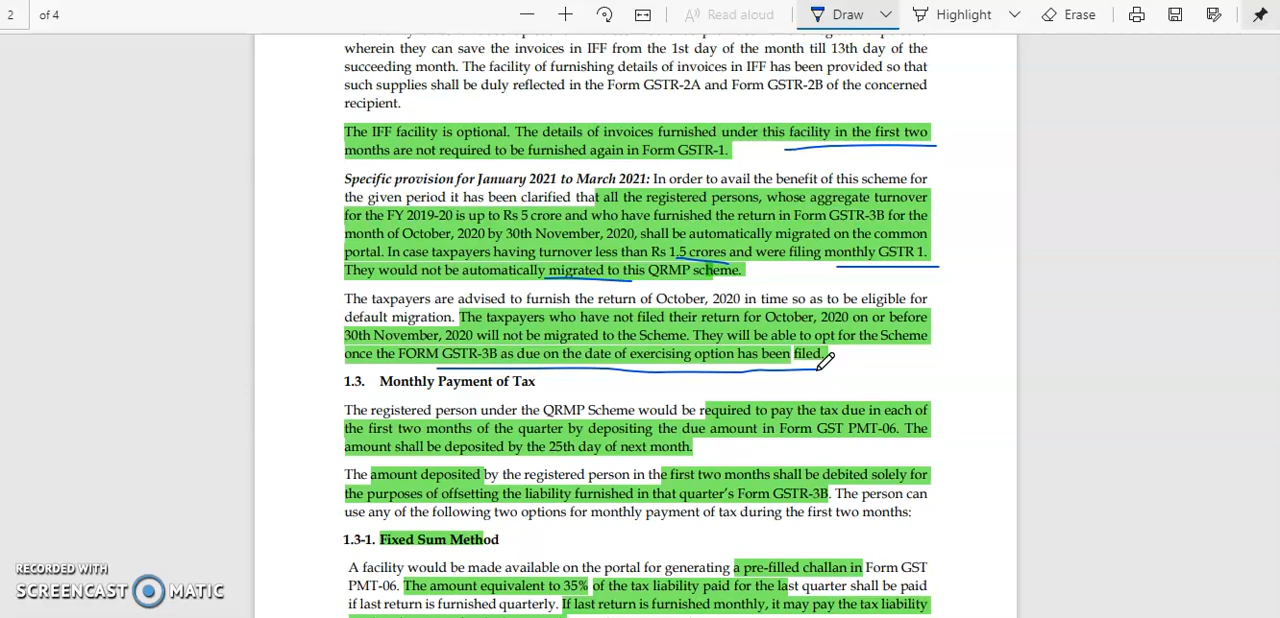 2 of 4 Read aloud Draw Highlight Erase
wherein they can save the invoices in IFF from the 1st day of the month till 13th day of the
succeeding month. The facility of furnishing details of invoices in IFF has been provided so that
such supplies shall be duly reflected in the Form GSTR-2A and Form GSTR-2B of the concerned
recipient.
The IFF facility is optional. The details of invoices furnished under this facility in the first two
months are not required to be furnished again in Form GSTR-1.
Specific provision for January 2021 to March 2021: In order to avail the benefit of this scheme for
the given period it has been clarified that all the registered persons, whose aggregate turnover
for the FY 2019-20 is up to Rs 5 crore and who have furnished the return in Form GSTR-3B for the
month of October, 2020 by 30th November, 2020, shall be automatically migrated on the common
portal. In case taxpayers having turnover less than Rs 1.5 crores and were filing monthly GSTR 1.
They would not be automatically migrated to this QRMP scheme.
The taxpayers are advised to furnish the return of October, 2020 in time so as to be eligible for
default migration. The taxpayers who have not filed their return for October, 2020 on or before
30th November, 2020 will not be migrated to the Scheme. They will be able to opt for the Scheme
once the FORM GSTR-3B as due on the date of exercising option has been filed.
1.3. Monthly Payment of Tax
The registered person under the QRMP Scheme would be required to pay the tax due in each of
the first two months of the quarter by depositing the due amount in Form GST PMT-06. The
amount shall be deposited by the 25th day of next month.
The amount deposited by the registered person in the first two months shall be debited solely for
the purposes of offsetting the liability furnished in that quarter's Form GSTR-3B. The person can
use any of the following two options for monthly payment of tax during the first two months:
1.3-1. Fixed Sum Method
A facility would be made available on the portal for generating a pre-filled challan in Form GST
PMT-06. The amount equivalent to 35% of the tax liability paid for the last quarter shall be paid
if last return is furnished quarterly. If last return is furnished monthly, it may pay the tax liability
RECORDED WITH
SCREENCAST MATIC